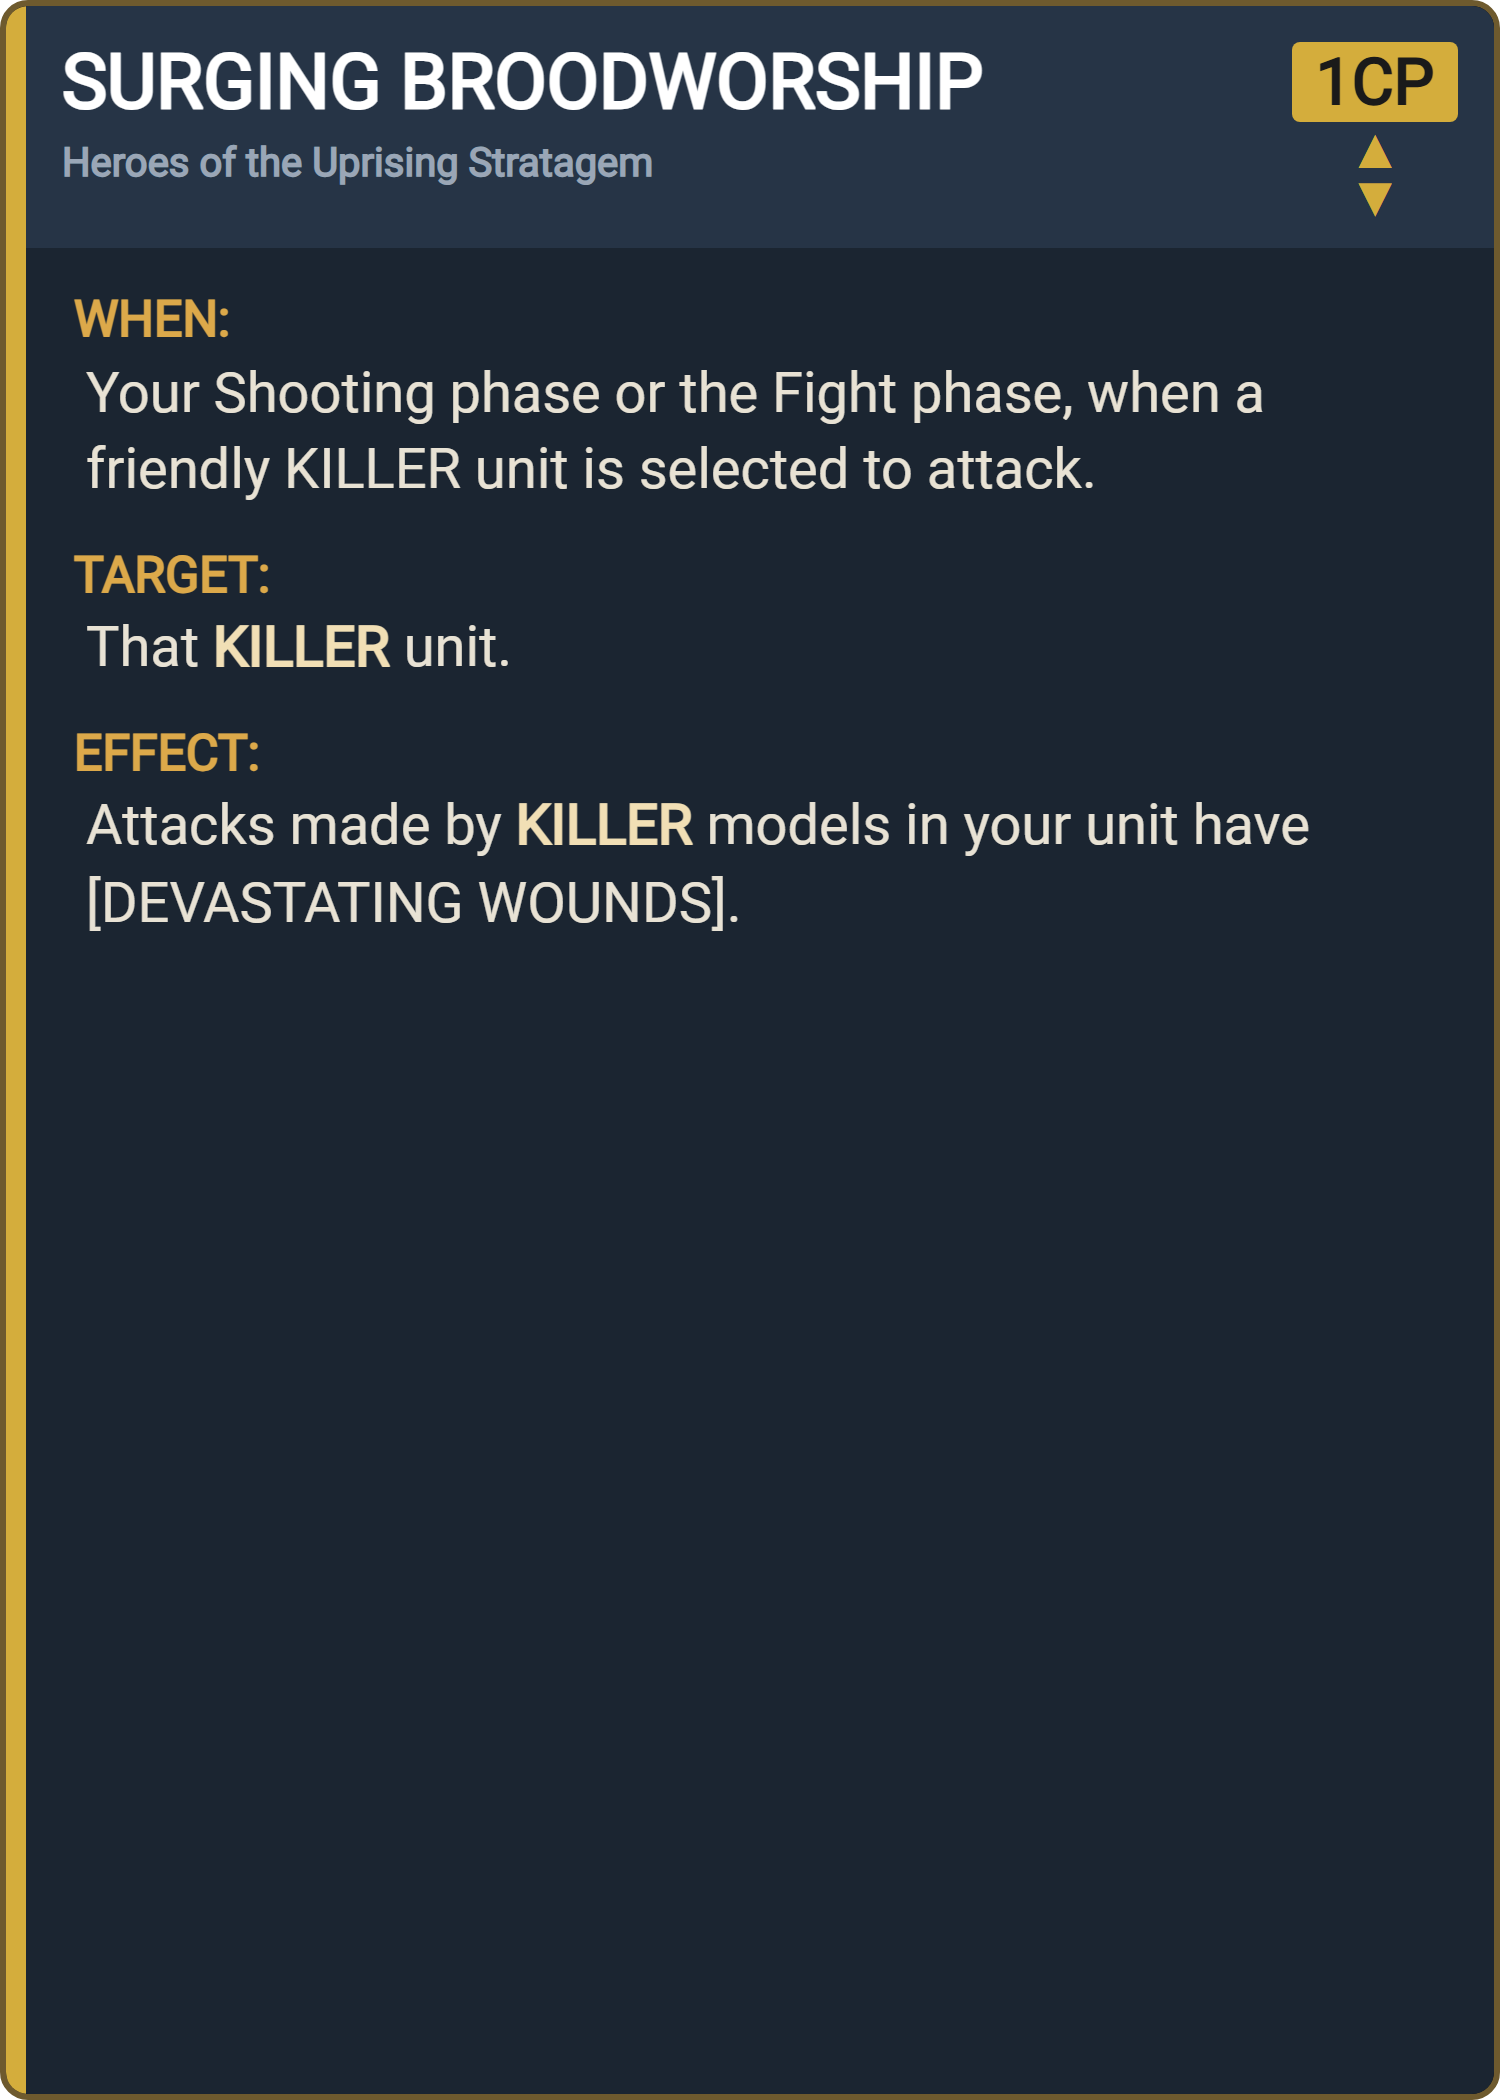 SURGING BROODWORSHIP
1CP
Heroes of the Uprising Stratagem
WHEN:
Your Shooting phase or the Fight phase, when a
friendly KILLER unit is selected to attack.
TARGET:
That KILLER unit.
EFFECT:
Attacks made by KILLER models in your unit have
[DEVASTATING WOUNDS].